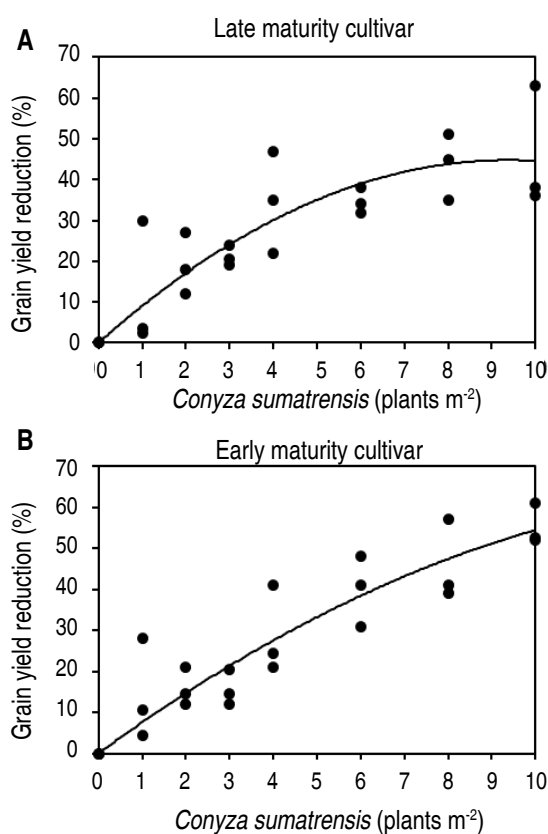 A
Late maturity cultivar
Grain yield reduction (%)
70
60
50
40
30
20
10
0
0 1 2 3 4 5 6 7 8 9 10
Conyza sumatrensis (plants m-2)
B
Early maturity cultivar
Grain yield reduction (%)
70
60
50
40
30
20
10
0
0 1 2 3 4 5 6 7 8 9 10
Conyza sumatrensis (plants m-2)